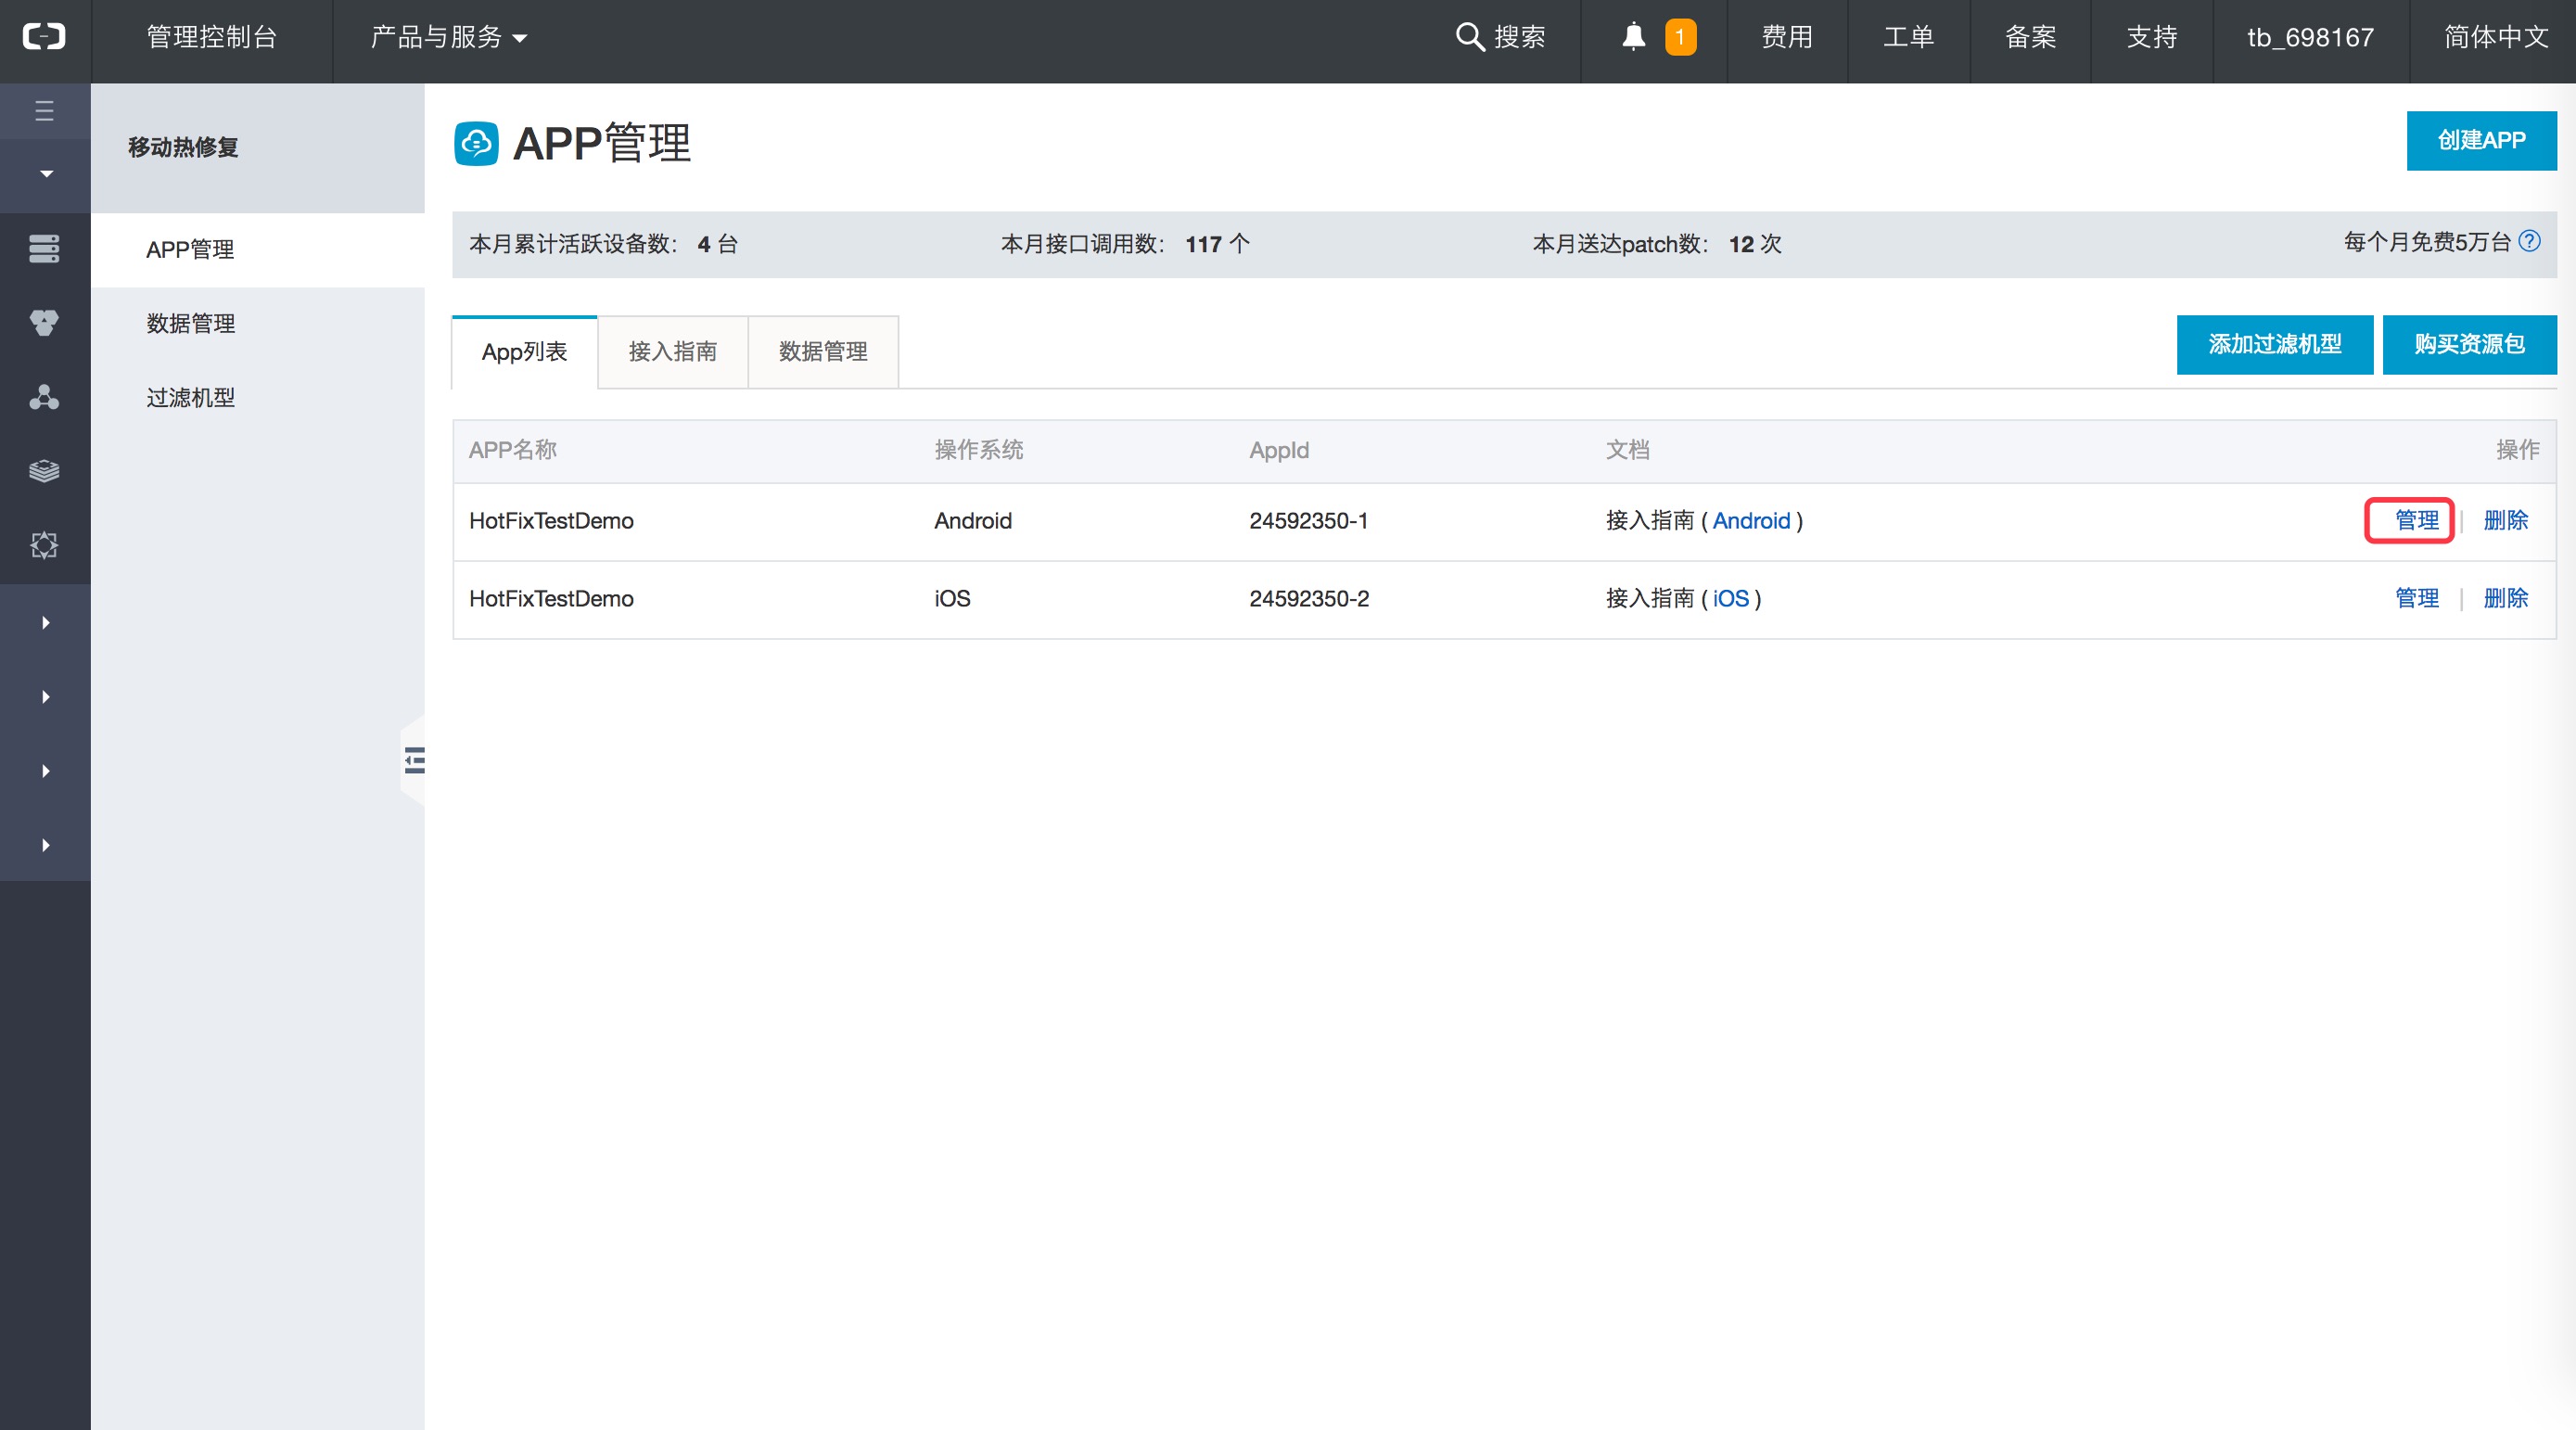 管理控制台 产品与服务 搜索 1 费用 工单 备案 支持 tb_698167 简体中文
移动热修复
APP管理
数据管理
过滤机型
APP管理
创建APP
本月累计活跃设备数： 4 台 本月接口调用数： 117 个 本月送达patch数： 12 次 每个月免费5万台 ?
App列表 接入指南 数据管理 添加过滤机型 购买资源包
APP名称 操作系统 AppId 文档 操作
HotFixTestDemo Android 24592350-1 接入指南 ( Android ) 管理 | 删除
HotFixTestDemo iOS 24592350-2 接入指南 ( iOS ) 管理 | 删除